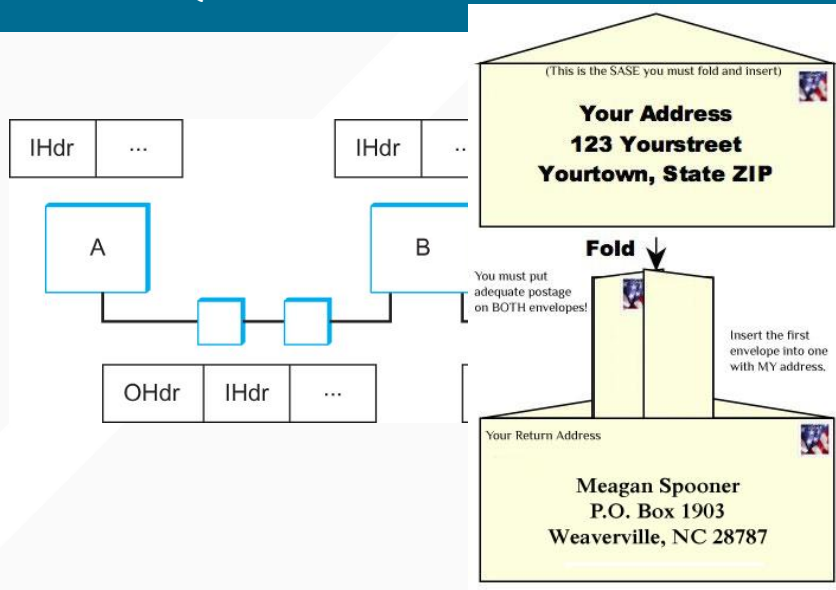 IHdr ...
IHdr ..
A
B
OHdr IHdr ...
(This is the SASE you must fold and insert)
Your Address
123 Yourstreet
Yourtown, State ZIP
Fold
You must put
adequate postage
on BOTH envelopes!
Insert the first
envelope into one
with MY address.
Your Return Address
Meagan Spooner
P.O. Box 1903
Weaverville, NC 28787